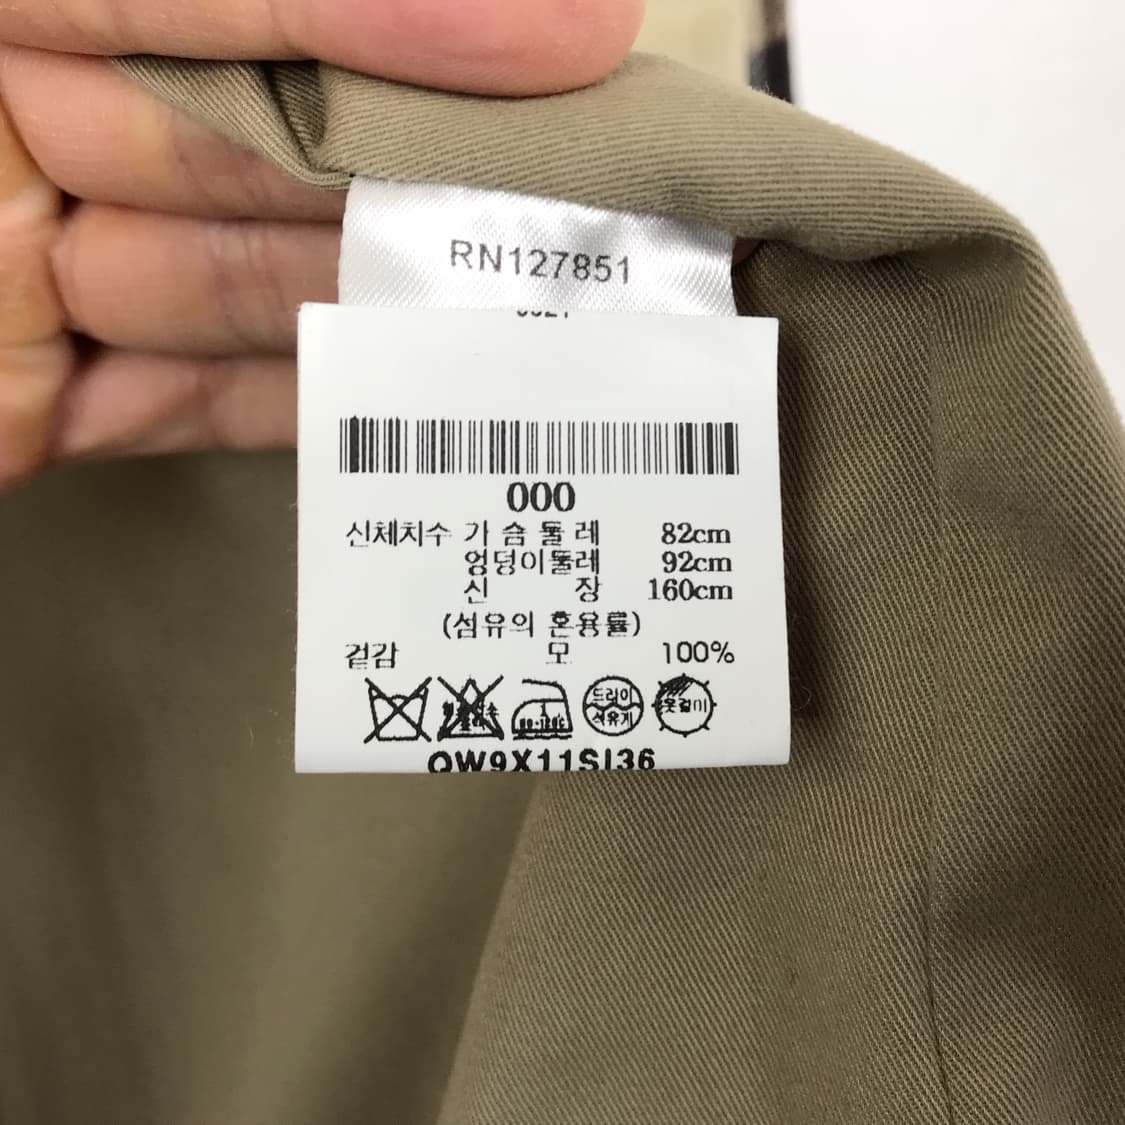 RN127851
000
신체치수 가 슴 둘 레 82cm
엉덩이둘레 92cm
신 장 160cm
(섬유의 혼용률)
겉감 모 100%
드라이
석유계
옷걸이
QW9X11SI36